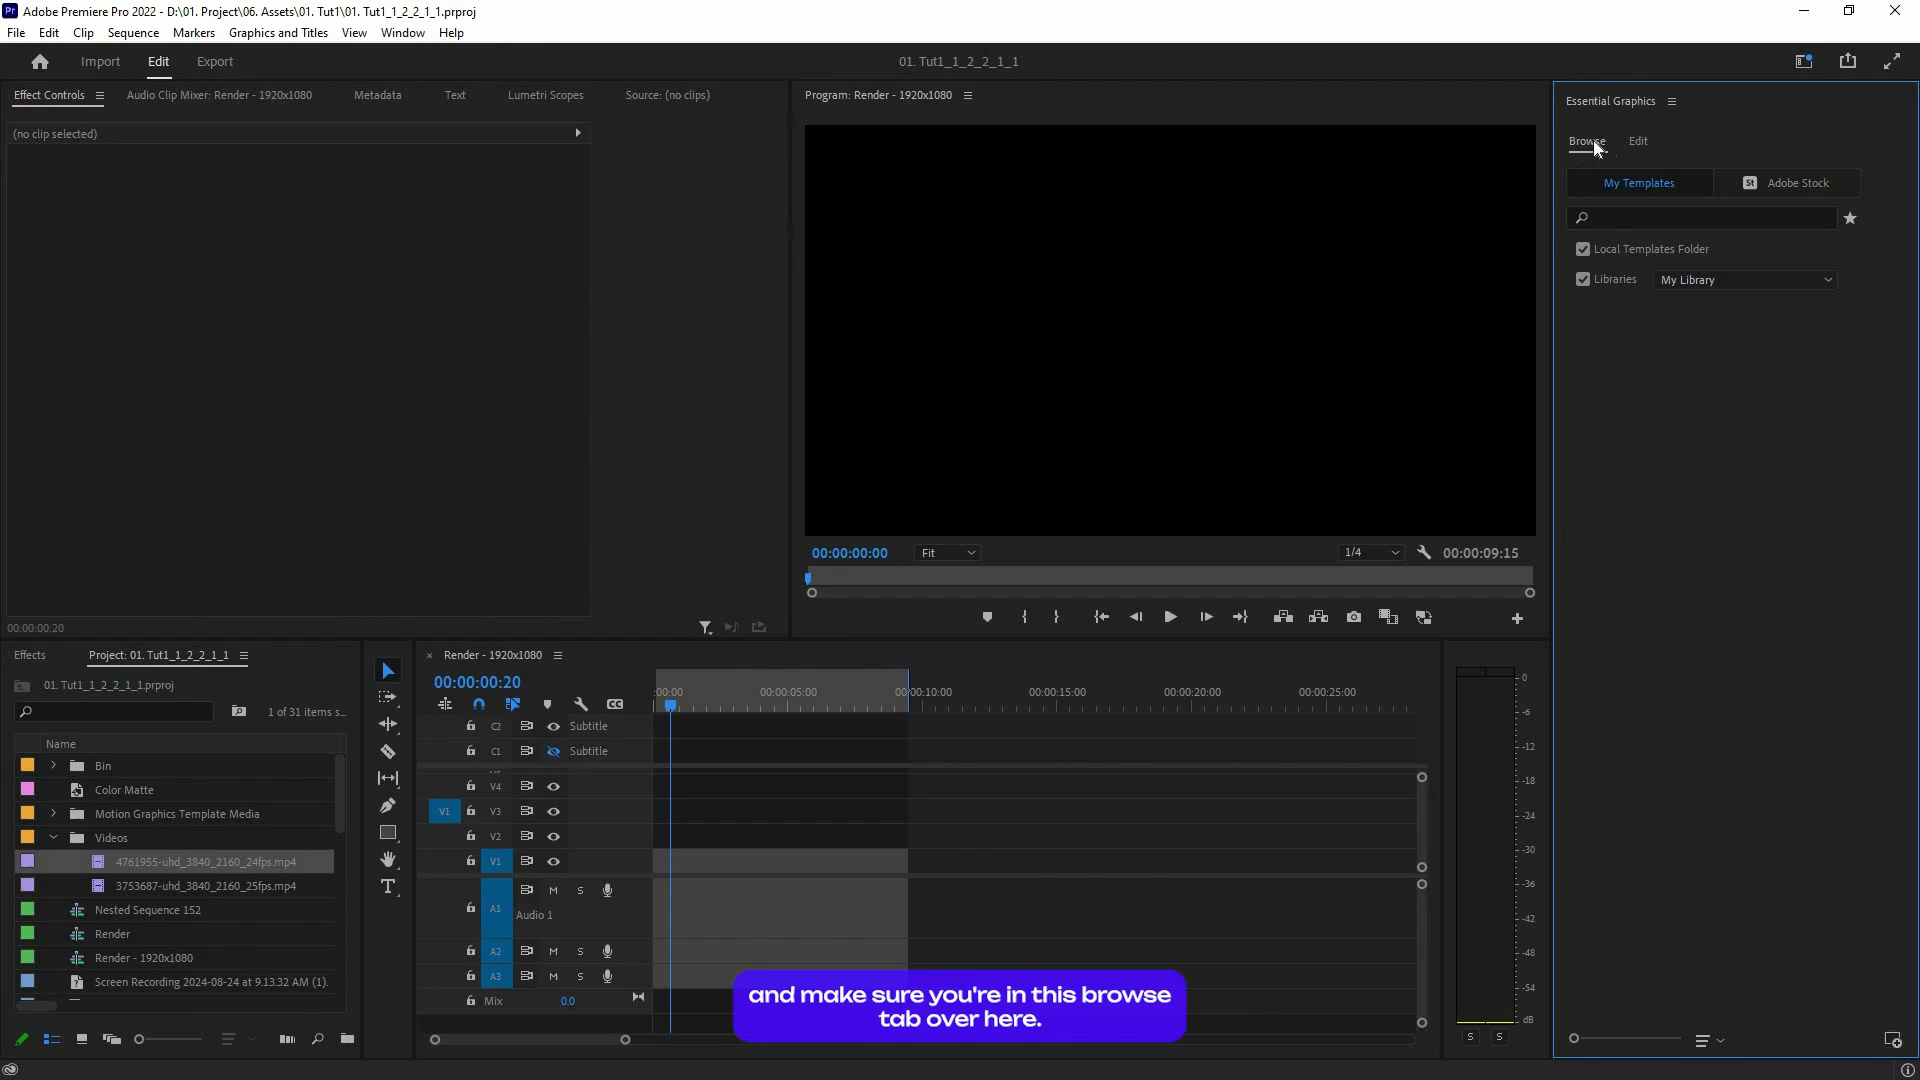 Adobe Premiere Pro 2022 - D:\01. Project\06. Assets\01. Tut1\01. Tut1_1_2_2_1_1.prproj
File Edit Clip Sequence Markers Graphics and Titles View Window Help
Import Edit Export
01. Tut1_1_2_2_1_1
Effect Controls
Audio Clip Mixer: Render - 1920x1080
Metadata
Text
Lumetri Scopes
Source: (no clips)
(no clip selected)
00:00:00:20
Program: Render - 1920x1080
00:00:00:00
Fit
1/4
00:00:09:15
Essential Graphics
Browse Edit
My Templates
St Adobe Stock
Local Templates Folder
Libraries My Library
Effects
Project: 01. Tut1_1_2_2_1_1
01. Tut1_1_2_2_1_1.prproj
1 of 31 items s...
Name
Bin
Color Matte
Motion Graphics Template Media
Videos
4761955-uhd_3840_2160_24fps.mp4
3753687-uhd_3840_2160_25fps.mp4
Nested Sequence 152
Render
Render - 1920x1080
Screen Recording 2024-08-24 at 9.13.32 AM (1).
× Render - 1920x1080
00:00:00:20
:00:00 00:00:05:00 00:00:10:00 00:00:15:00 00:00:20:00 00:00:25:00
C2 Subtitle
C1 Subtitle
V4
V1 V3
V2
V1
A1 M S
Audio 1
A2 M S
A3 M S
Mix 0.0
0
-6
-12
-18
-24
-30
-36
-42
-48
-54
dB
S S
and make sure you're in this browse
tab over here.